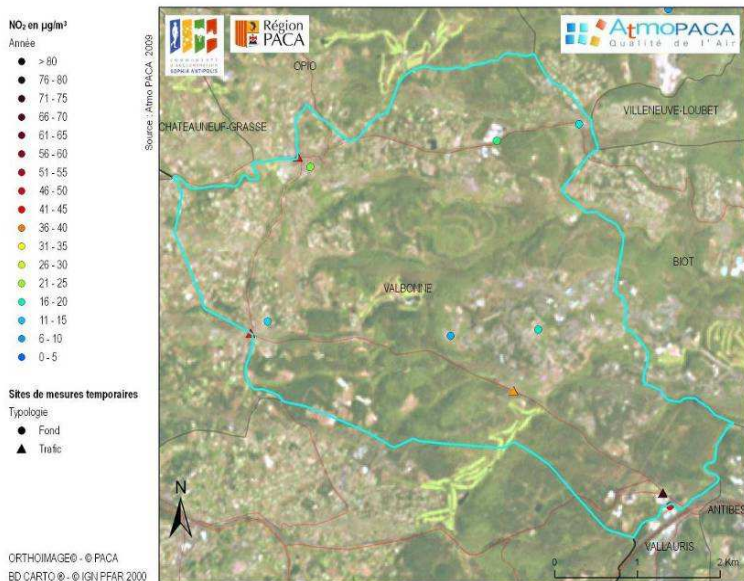 NO₂ en µg/m³
Année
> 80
76 - 80
71 - 75
66 - 70
61 - 65
56 - 60
51 - 55
46 - 50
41 - 45
36 - 40
31 - 35
26 - 30
21 - 25
16 - 20
11 - 15
6 - 10
0 - 5
Sites de mesures temporaires
Typologie
Fond
Trafic
N
ORTHOIMAGE© - © PACA
BD CARTO ® - © IGN PFAR 2000
Source : Atmo PACA 2009
SOPHIA ANTIPOLIS
Région
PACA
AtmoPACA
Qualité de l'Air
OPIO
CHATEAUNEUF-GRASSE
VILLENEUVE-LOUBET
BIOT
VALBONNE
ANTIBES
VALLAURIS
0 1 2 Km